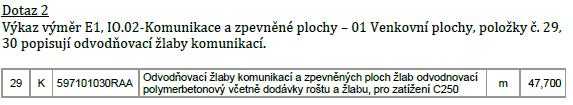 Dotaz 2
Výkaz výměr E1, IO.02-Komunikace a zpevněné plochy – 01 Venkovní plochy, položky č. 29,
30 popisují odvodňovací žlaby komunikací.
29 K 597101030RAA Odvodňovací žlaby komunikací a zpevněných ploch žlab odvodnovací m 47,700
polymerbetonový včetně dodávky roštu a žlabu, pro zatížení C250